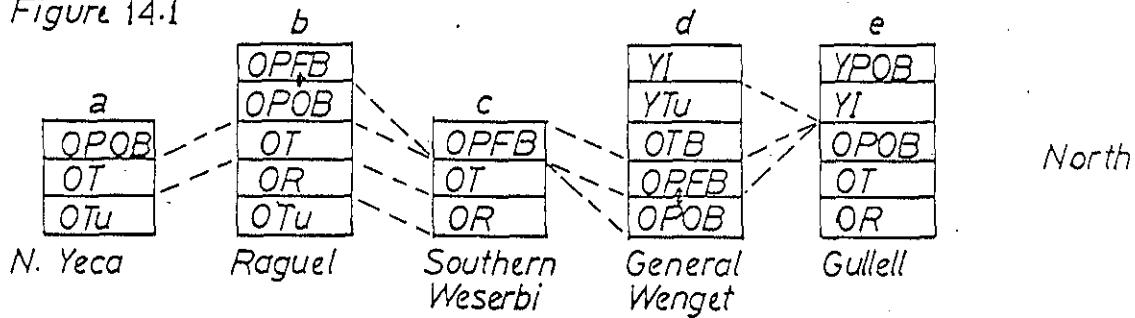 Figure 14.1
a
OPOB
OT
OTu
N. Yeca
b
OPFB
OPOB
OT
OR
OTu
Raguel
c
OPFB
OT
OR
Southern
Weserbi
d
YI
YTu
OTB
OPFB
OPOB
General
Wenget
e
YPOB
YI
OPOB
OT
OR
Gullell
North